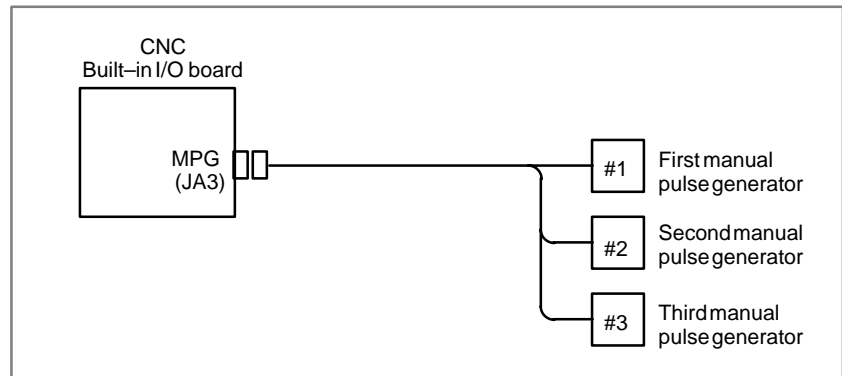 CNC
Built–in I/O board
MPG
(JA3)
#1
First manual
pulse generator
#2
Second manual
pulse generator
#3
Third manual
pulse generator